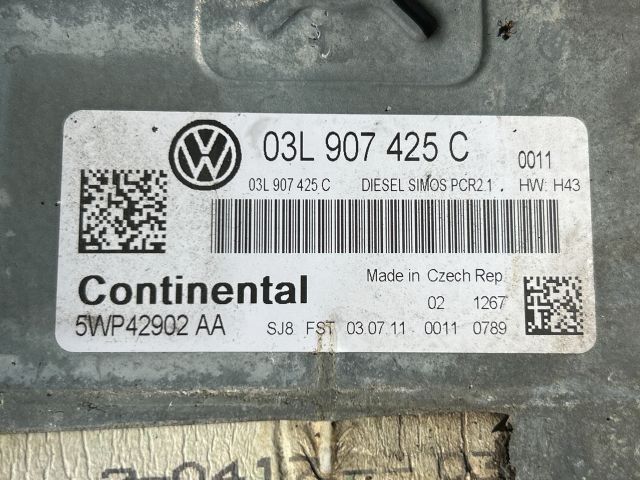 03L 907 425 C 0011
03L 907 425 C DIESEL SIMOS PCR2.1 HW: H43
Continental Made in Czech Rep
02 1267
5WP42902 AA SJ8 FST 03.07.11 0011 0789